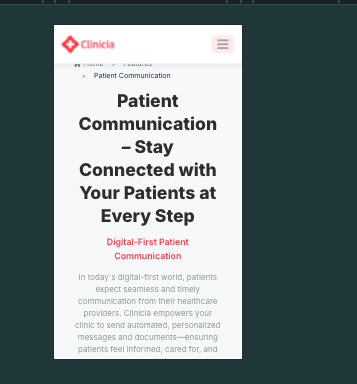 Clinicia
Home > Features
> Patient Communication
Patient
Communication
– Stay
Connected with
Your Patients at
Every Step
Digital-First Patient
Communication
In today's digital-first world, patients
expect seamless and timely
communication from their healthcare
providers. Clinicia empowers your
clinic to send automated, personalized
messages and documents—ensuring
patients feel informed, cared for, and